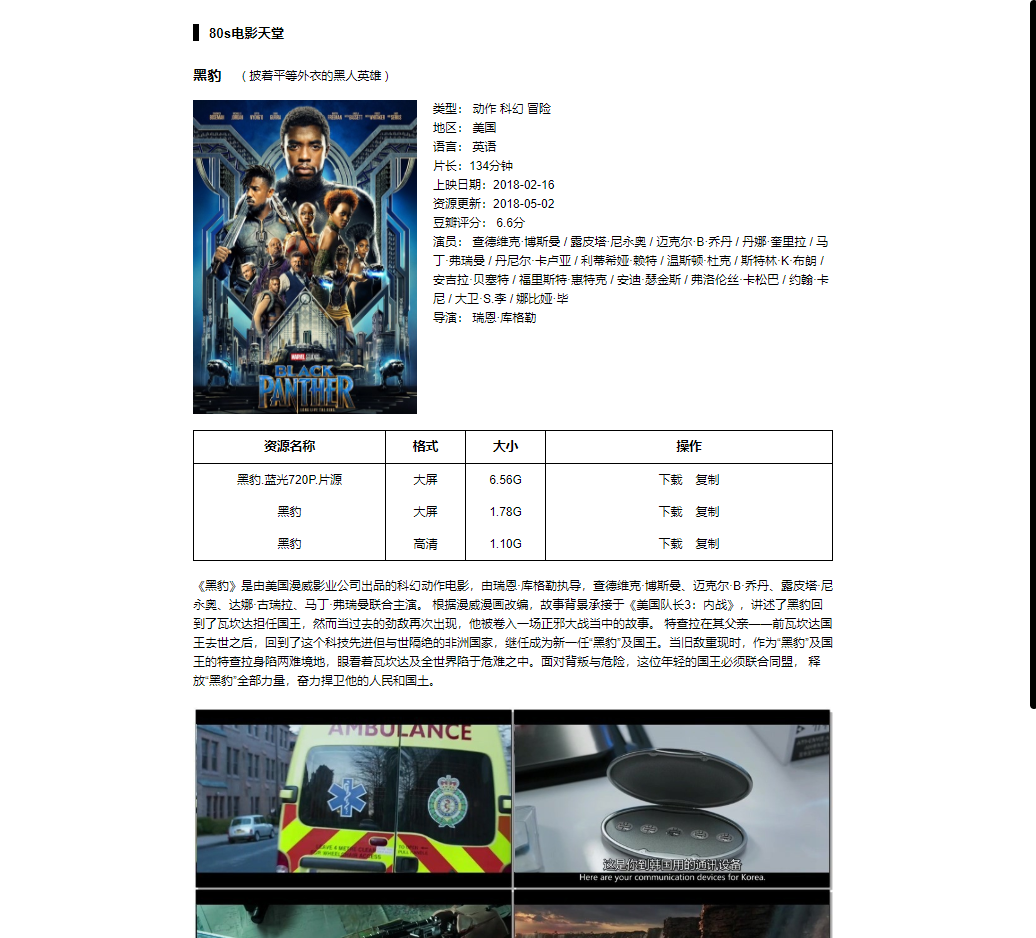 80s电影天堂
黑豹 （ 披着平等外衣的黑人英雄 ）
类型： 动作 科幻 冒险
地区： 美国
语言： 英语
片长：134分钟
上映日期：2018-02-16
资源更新：2018-05-02
豆瓣评分： 6.6分
演员： 查德维克·博斯曼 / 露皮塔·尼永奥 / 迈克尔·B·乔丹 / 丹娜·奎里拉 / 马
丁·弗瑞曼 / 丹尼尔·卡卢亚 / 利蒂希娅·赖特 / 温斯顿·杜克 / 斯特林·K·布朗 /
安吉拉·贝塞特 / 福里斯特·惠特克 / 安迪·瑟金斯 / 弗洛伦丝·卡松巴 / 约翰·卡
尼 / 大卫·S.李 / 娜比娅·毕
导演： 瑞恩·库格勒
MARVEL STUDIOS
BLACK
PANTHER
资源名称 格式 大小 操作
黑豹.蓝光720P.片源 大屏 6.56G 下载 复制
黑豹 大屏 1.78G 下载 复制
黑豹 高清 1.10G 下载 复制
《黑豹》是由美国漫威影业公司出品的科幻动作电影，由瑞恩·库格勒执导，查德维克·博斯曼、迈克尔·B·乔丹、露皮塔·尼
永奥、达娜·古瑞拉、马丁·弗瑞曼联合主演。 根据漫威漫画改编，故事背景承接于《美国队长3：内战》，讲述了黑豹回
到了瓦坎达担任国王，然而当过去的劲敌再次出现，他被卷入一场正邪大战当中的故事。 特查拉在其父亲——前瓦坎达国
王去世之后，回到了这个科技先进但与世隔绝的非洲国家，继任成为新一任“黑豹”及国王。当旧敌重现时，作为“黑豹”及国
王的特查拉身陷两难境地，眼看着瓦坎达及全世界陷于危难之中。面对背叛与危险，这位年轻的国王必须联合同盟， 释
放“黑豹”全部力量，奋力捍卫他的人民和国土。
AMBULANCE
这是你到韩国用的通讯设备
Here are your communication devices for Korea.